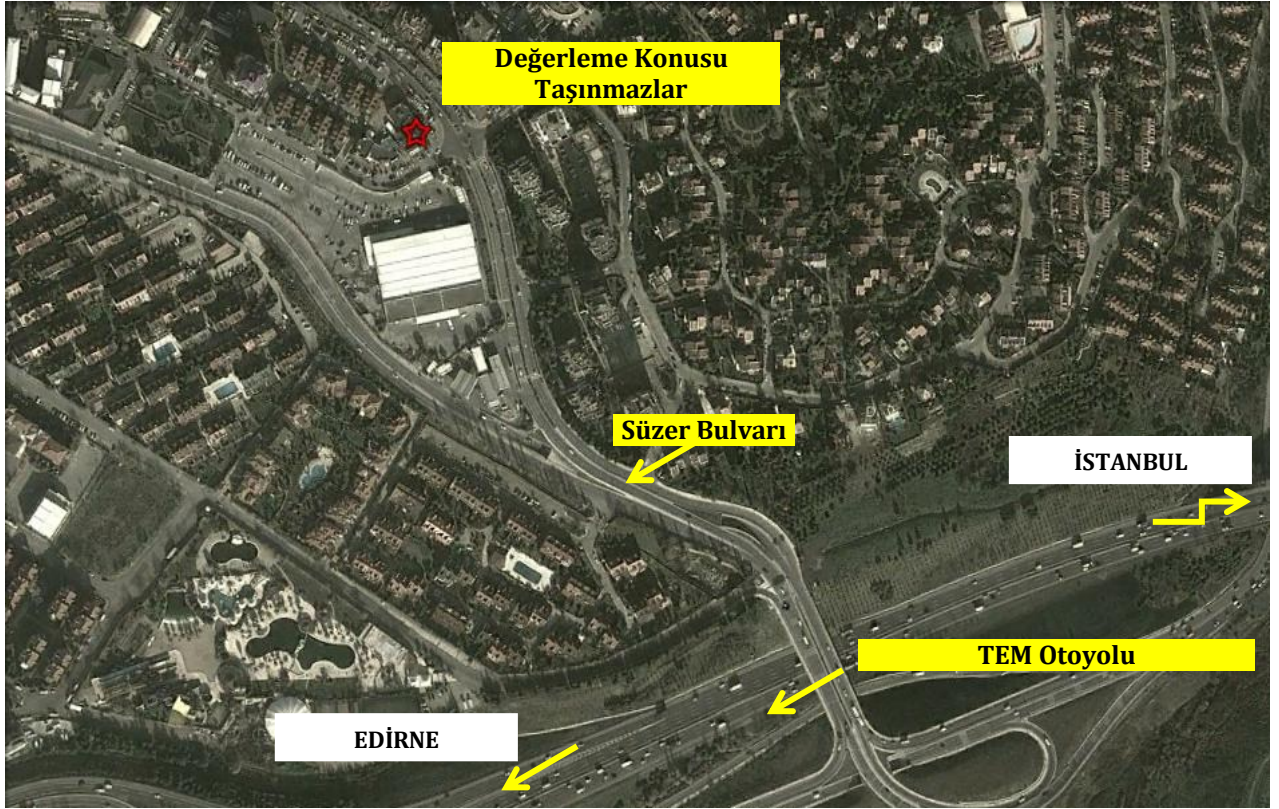 Değerleme Konusu
Taşınmazlar
Süzer Bulvarı
İSTANBUL
TEM Otoyolu
EDİRNE